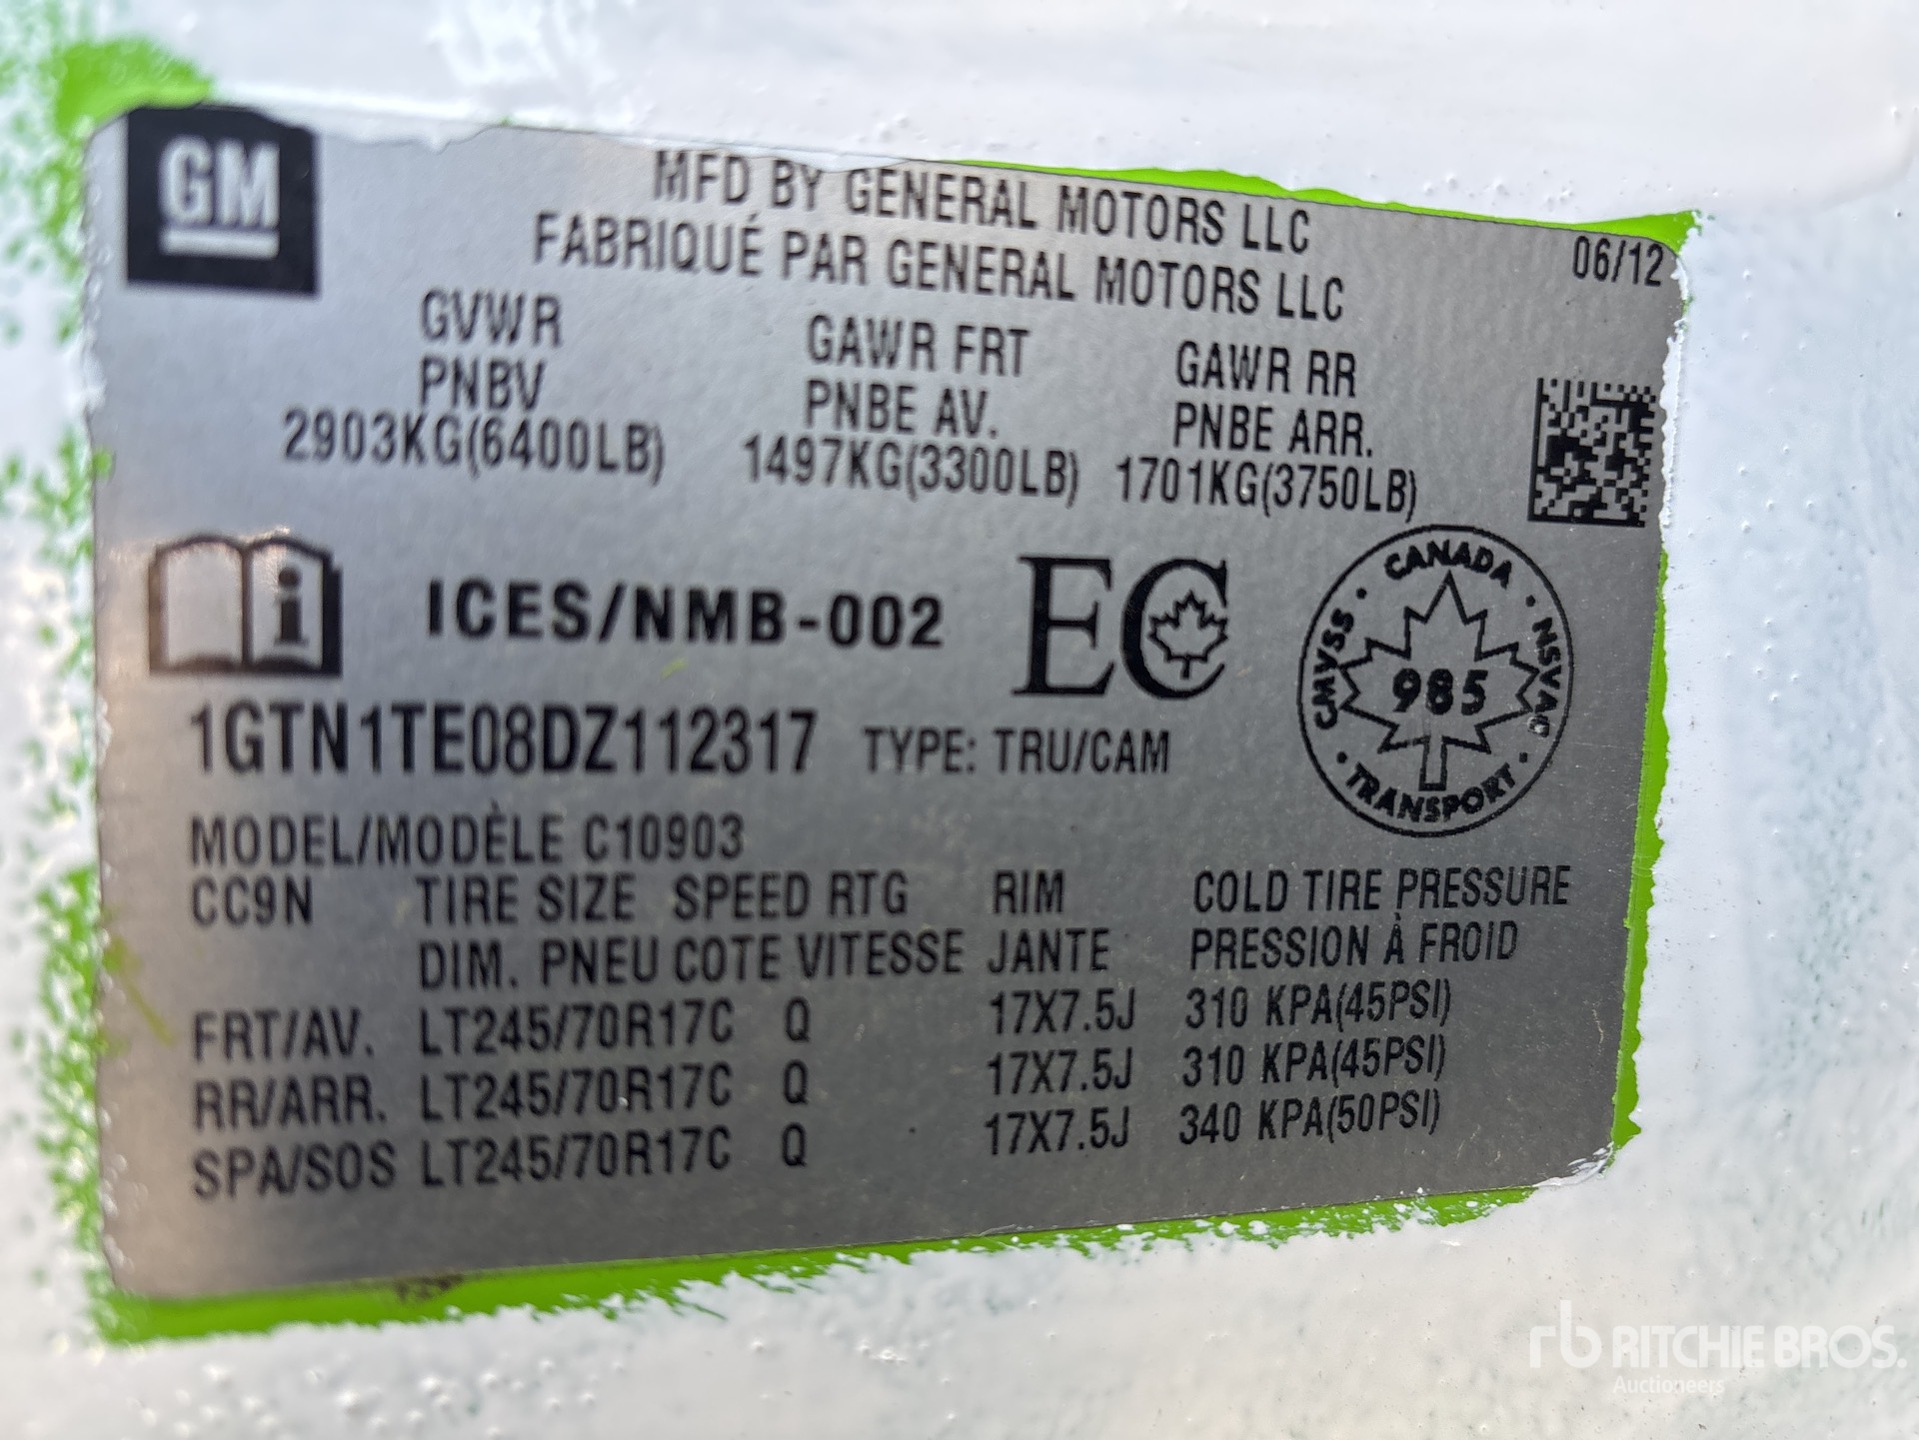 GM
MFD BY GENERAL MOTORS LLC
FABRIQUÉ PAR GENERAL MOTORS LLC
06/12
GVWR GAWR FRT GAWR RR
PNBV PNBE AV. PNBE ARR.
2903KG(6400LB) 1497KG(3300LB) 1701KG(3750LB)
i ICES/NMB-002 EC
CANADA
CMVSS · NSVAC
985
TRANSPORT
1GTN1TE08DZ112317 TYPE: TRU/CAM
MODEL/MODÈLE C10903
CC9N TIRE SIZE SPEED RTG RIM COLD TIRE PRESSURE
DIM. PNEU COTE VITESSE JANTE PRESSION À FROID
FRT/AV. LT245/70R17C Q 17X7.5J 310 KPA(45PSI)
RR/ARR. LT245/70R17C Q 17X7.5J 310 KPA(45PSI)
SPA/SOS LT245/70R17C Q 17X7.5J 340 KPA(50PSI)
rb RITCHIE BROS.
Auctioneers